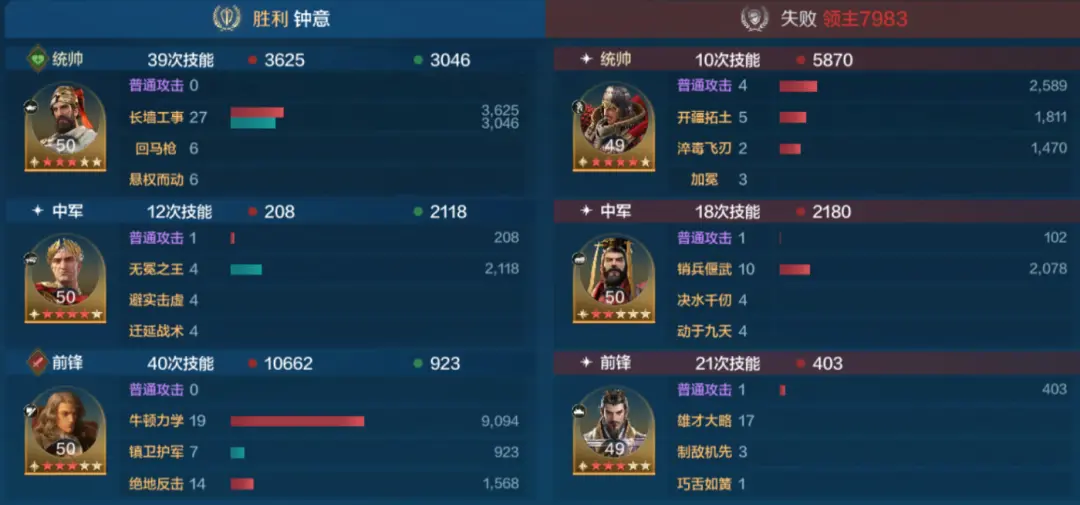 胜利 钟意
失败 领主7983
统帅 39次技能 3625 3046
50
普通攻击 0
长墙工事 27 3,625 3,046
回马枪 6
悬权而动 6
中军 12次技能 208 2118
50
普通攻击 1 208
无冕之王 4 2,118
避实击虚 4
迂延战术 4
前锋 40次技能 10662 923
50
普通攻击 0
牛顿力学 19 9,094
镇卫护军 7 923
绝地反击 14 1,568
统帅 10次技能 5870
49
普通攻击 4 2,589
开疆拓土 5 1,811
淬毒飞刃 2 1,470
加冕 3
中军 18次技能 2180
50
普通攻击 1 102
销兵偃武 10 2,078
决水千仞 4
动于九天 4
前锋 21次技能 403
49
普通攻击 1 403
雄才大略 17
制敌机先 3
巧舌如簧 1